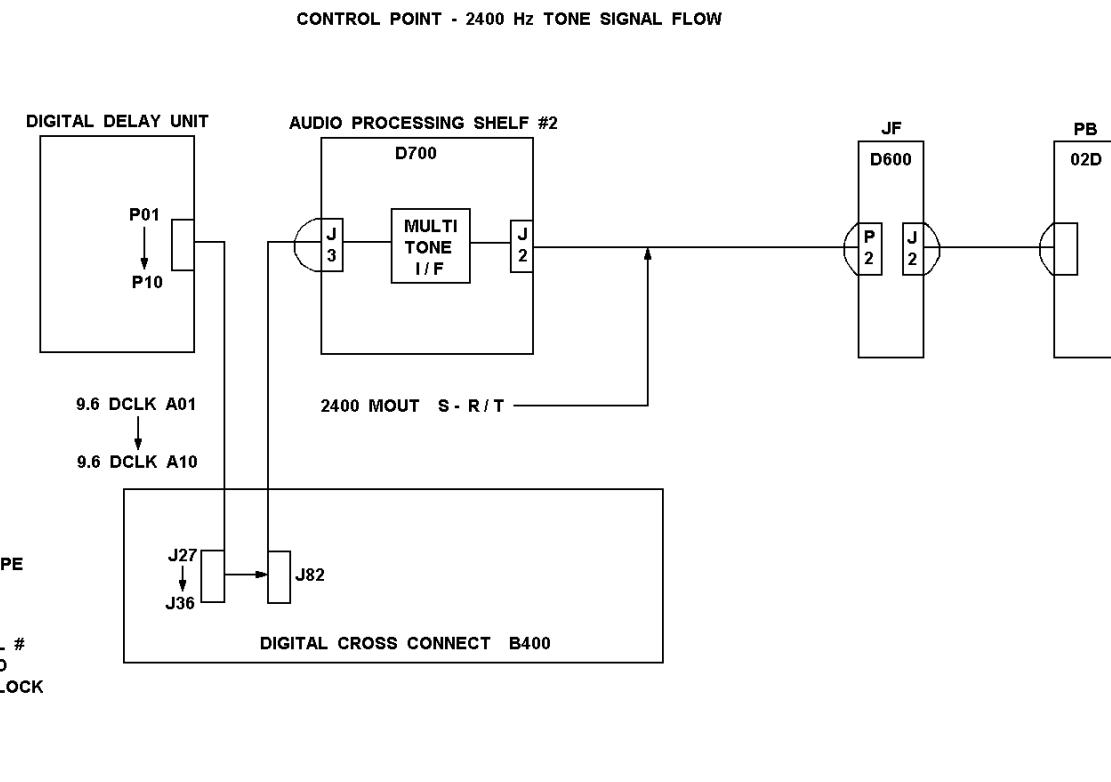 CONTROL POINT - 2400 Hz TONE SIGNAL FLOW
DIGITAL DELAY UNIT
AUDIO PROCESSING SHELF #2
JF
PB
D700
D600
02D
P01
P10
J
3
MULTI
TONE
I / F
J
2
P
2
J
2
9.6 DCLK A01
9.6 DCLK A10
2400 MOUT S - R / T
J27
J36
J82
DIGITAL CROSS CONNECT B400
PE
L #
O
LOCK